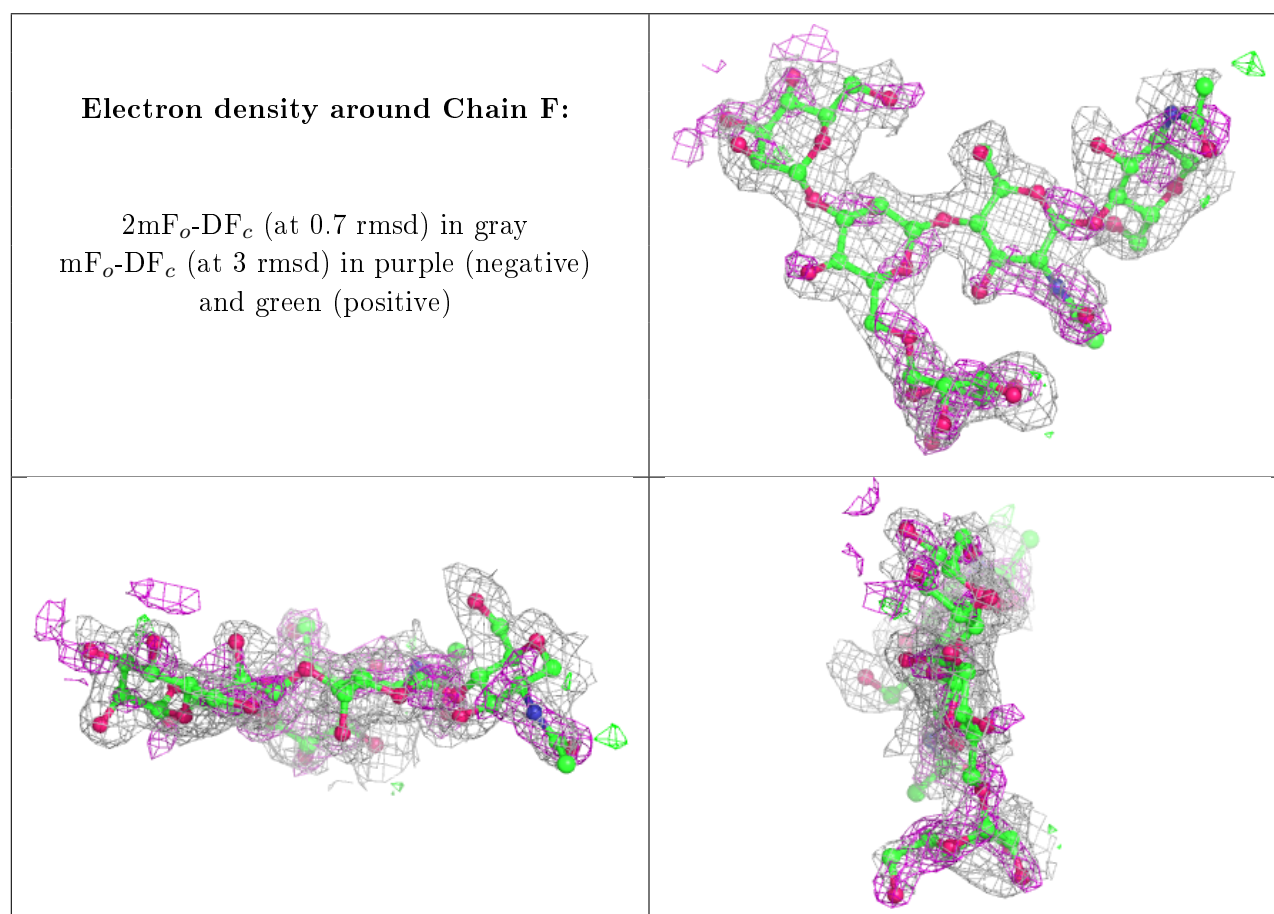 Electron density around Chain F:
2mFo-DFc (at 0.7 rmsd) in gray
mFo-DFc (at 3 rmsd) in purple (negative)
and green (positive)